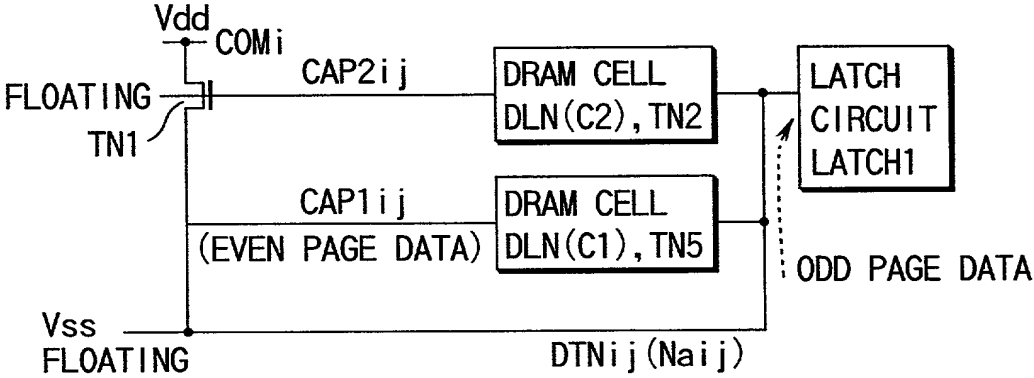 Vdd
COMi
FLOATING
TN1
CAP2ij
DRAM CELL
DLN(C2),TN2
LATCH
CIRCUIT
LATCH1
CAP1ij
(EVEN PAGE DATA)
DRAM CELL
DLN(C1),TN5
ODD PAGE DATA
Vss
FLOATING
DTNij(Naij)